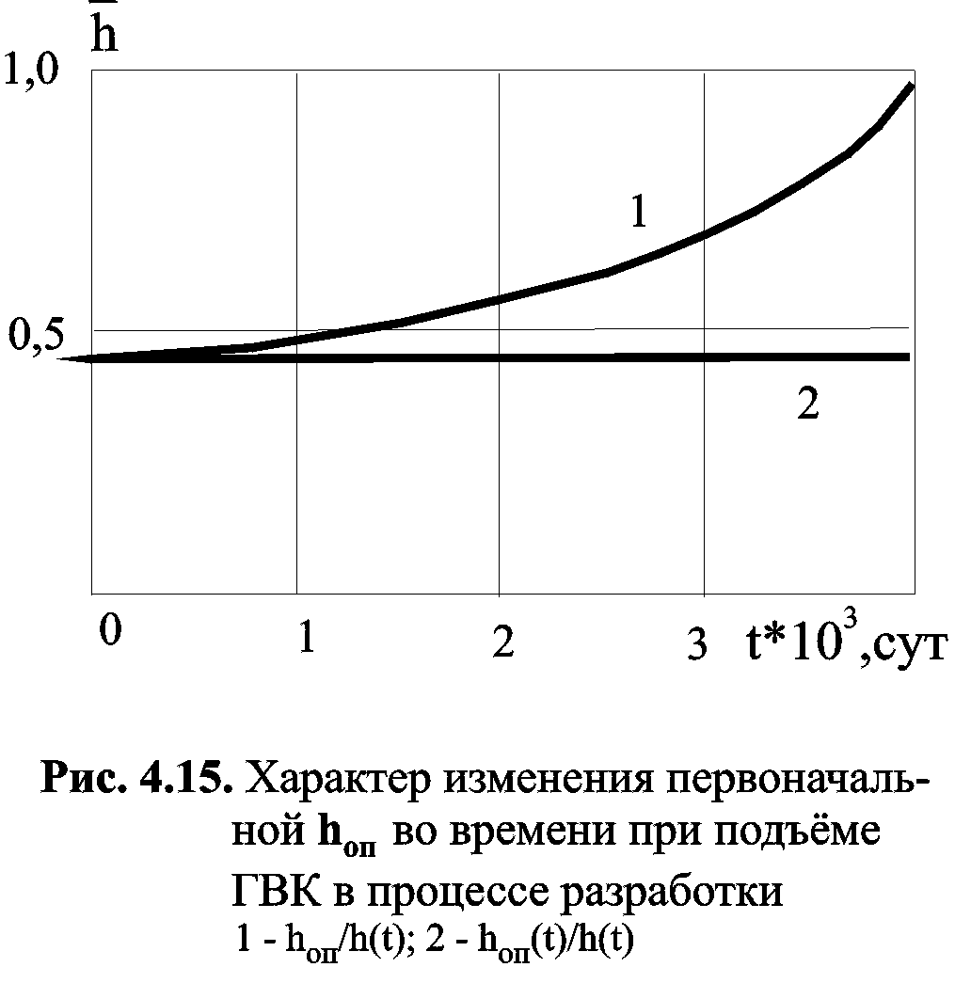 h̅
1,0
1
0,5
2
0 1 2 3 t*10³,сут
Рис. 4.15. Характер изменения первоначаль-
ной hоп во времени при подъёме
ГВК в процессе разработки
1 - hоп/h(t); 2 - hоп(t)/h(t)